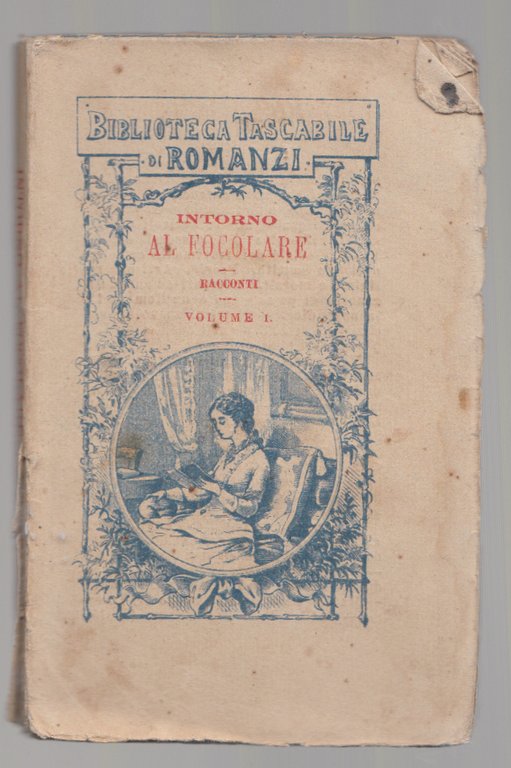 BIBLIOTECA TASCABILE
DI ROMANZI
INTORNO
AL FOCOLARE
RACCONTI
VOLUME I.